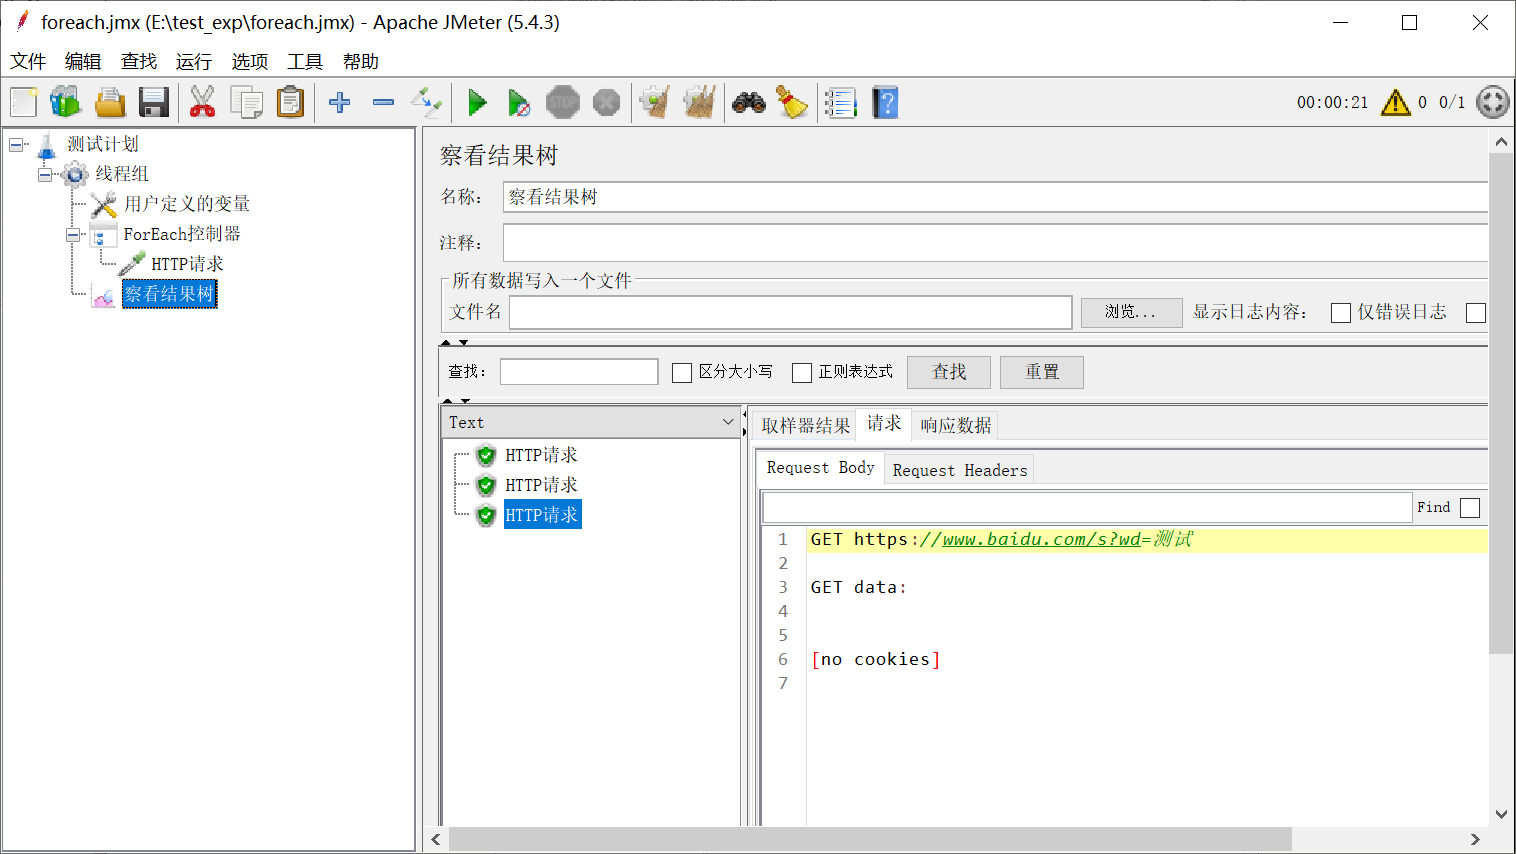 foreach.jmx (E:\test_exp\foreach.jmx) - Apache JMeter (5.4.3)
文件 编辑 查找 运行 选项 工具 帮助
STOP
00:00:21 0 0/1
测试计划
线程组
用户定义的变量
ForEach控制器
HTTP请求
察看结果树
察看结果树
名称: 察看结果树
注释:
所有数据写入一个文件
文件名 浏览... 显示日志内容: 仅错误日志
查找: 区分大小写 正则表达式 查找 重置
Text
HTTP请求
HTTP请求
HTTP请求
取样器结果 请求 响应数据
Request Body Request Headers
Find
1 GET https://www.baidu.com/s?wd=测试
2
3 GET data:
4
5
6 [no cookies]
7